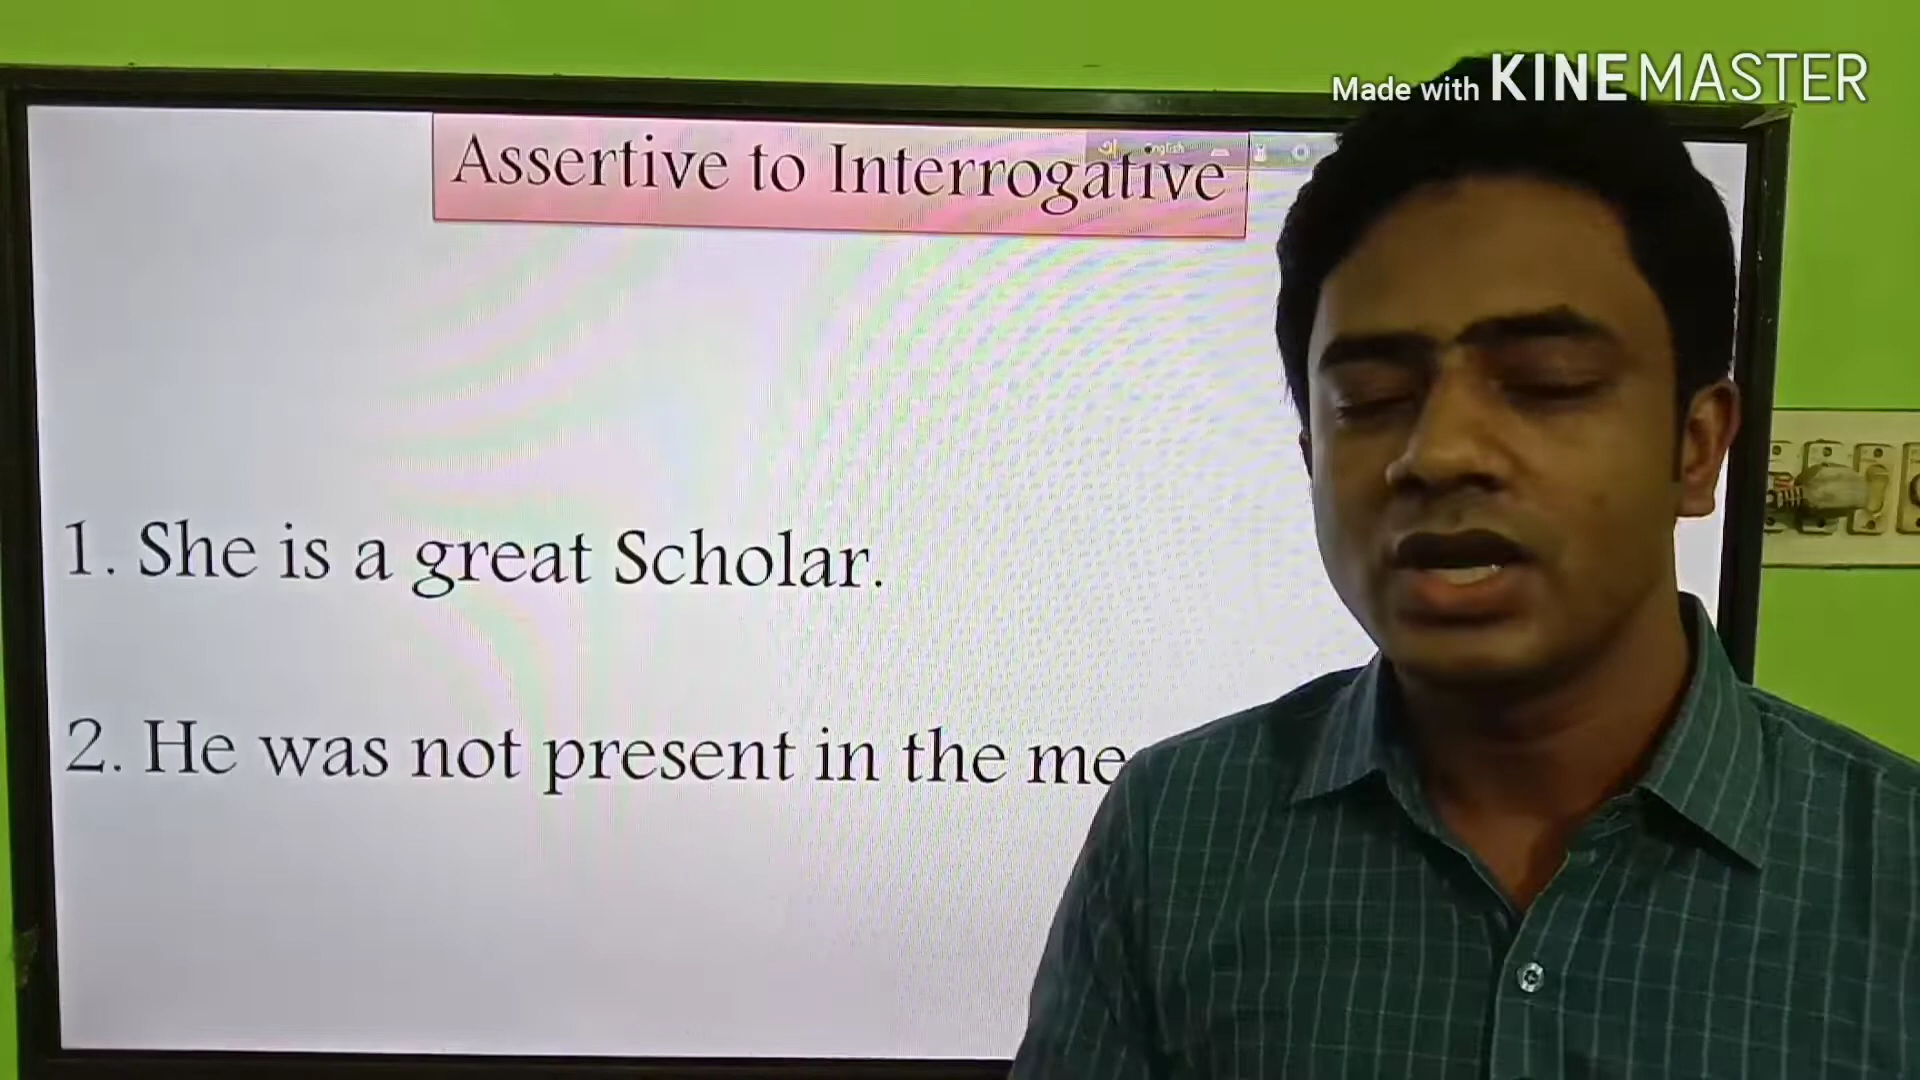 Made with KINEMASTER
Assertive to Interrogative
English
1. She is a great Scholar.
2. He was not present in the me